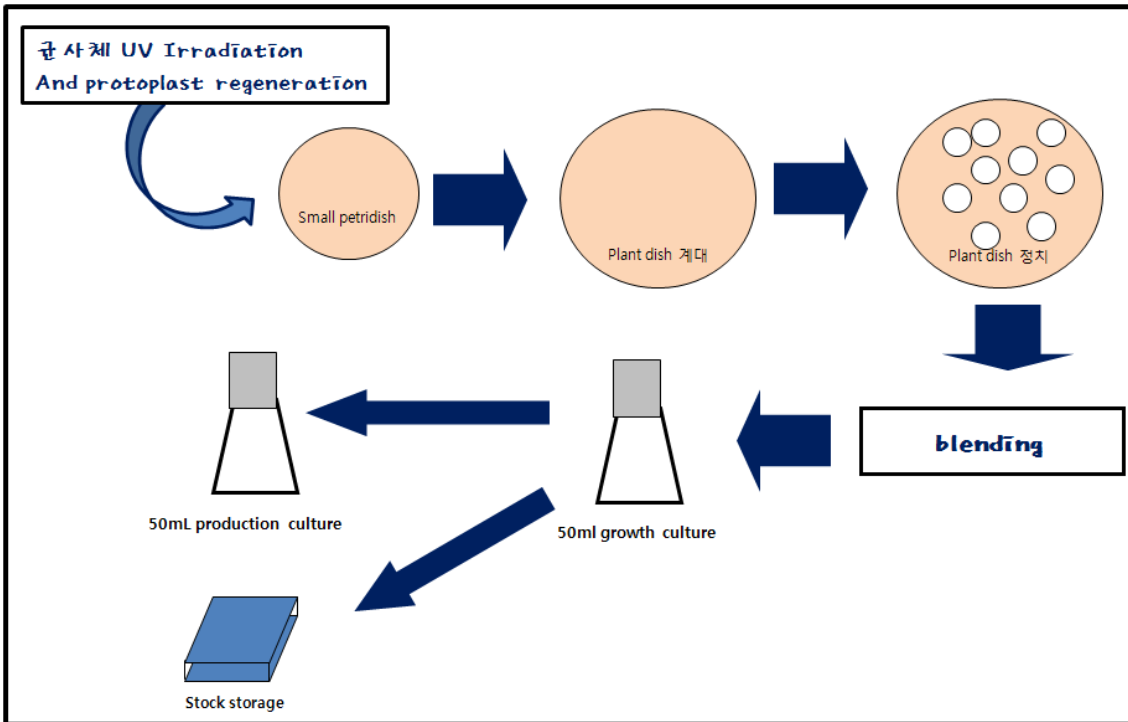 균사체 UV Irradiation
And protoplast regeneration
Small petridish
Plant dish 계대
Plant dish 정치
blending
50mL production culture
50ml growth culture
Stock storage